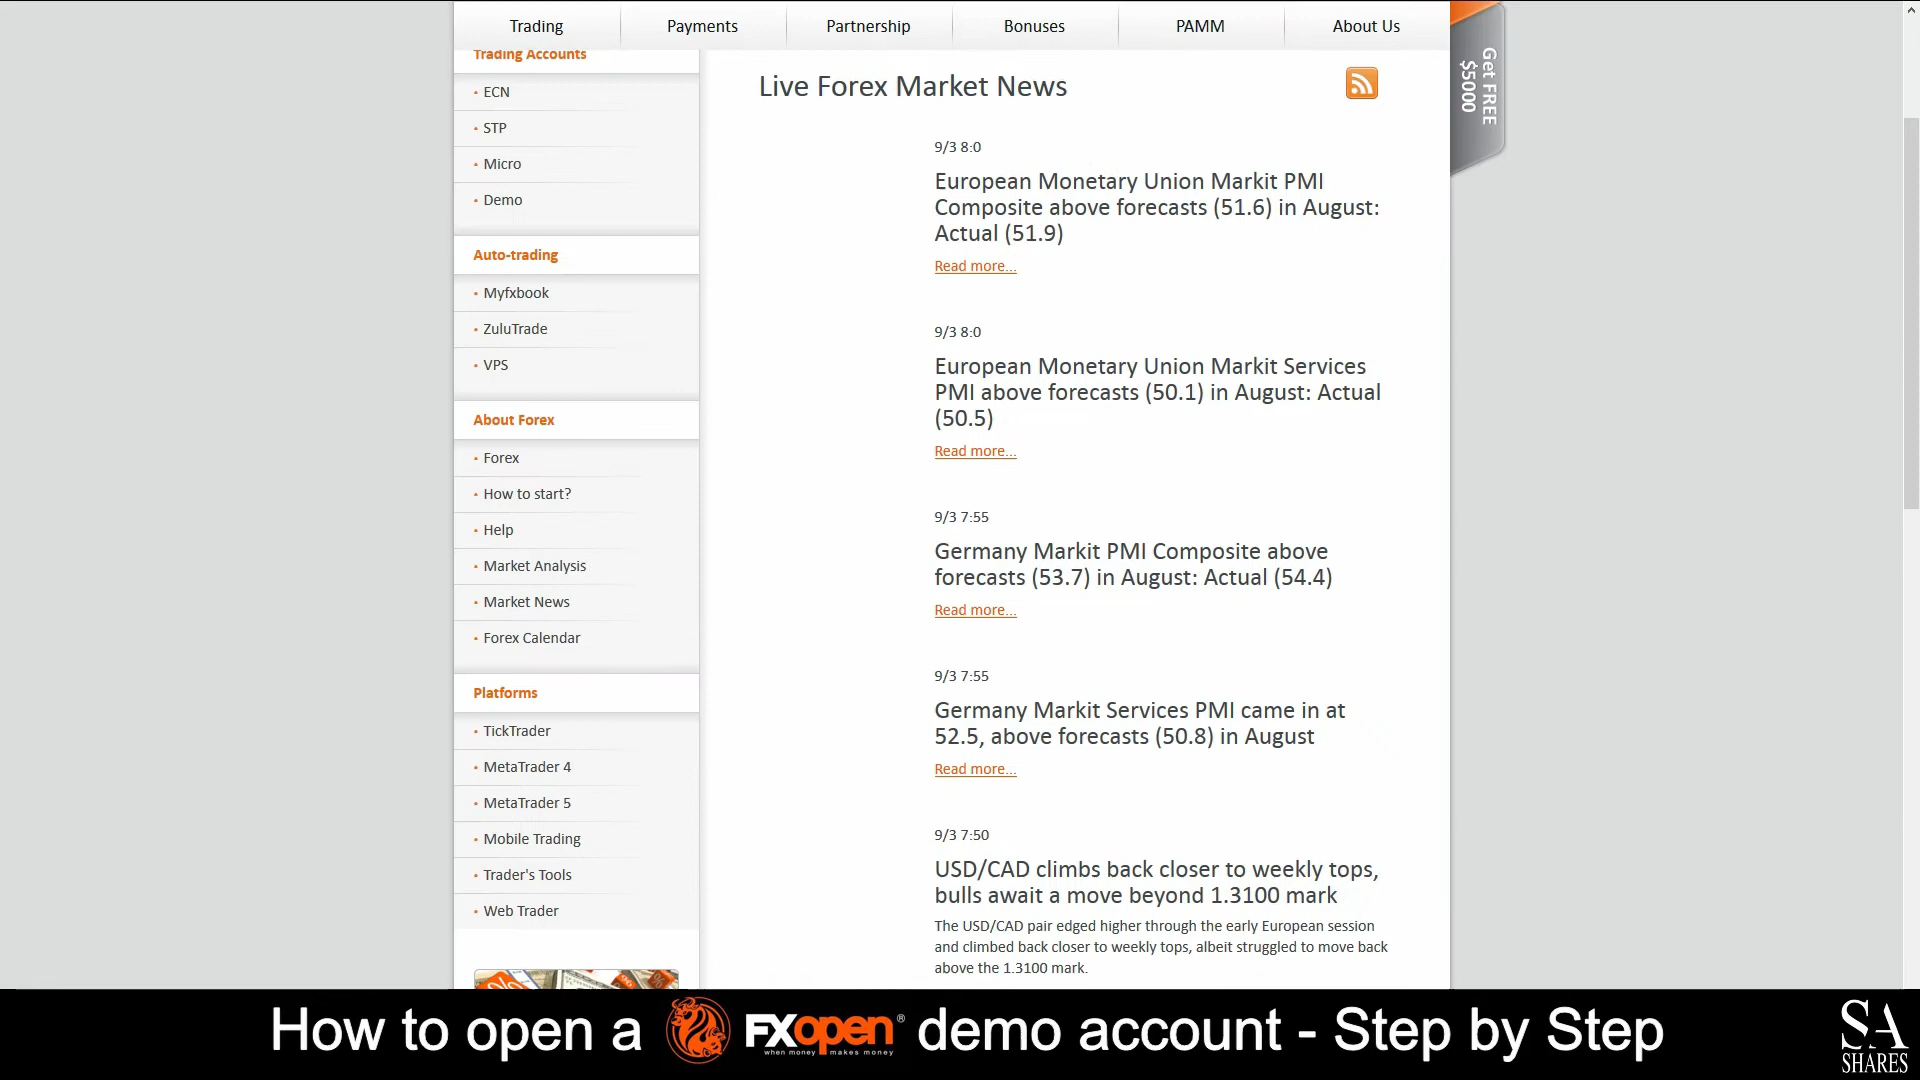 Trading
Payments
Partnership
Bonuses
PAMM
About Us
Get FREE
$5000
Trading Accounts
ECN
STP
Micro
Demo
Auto-trading
Myfxbook
ZuluTrade
VPS
About Forex
Forex
How to start?
Help
Market Analysis
Market News
Forex Calendar
Platforms
TickTrader
MetaTrader 4
MetaTrader 5
Mobile Trading
Trader's Tools
Web Trader
Live Forex Market News
9/3 8:0
European Monetary Union Markit PMI
Composite above forecasts (51.6) in August:
Actual (51.9)
Read more...
9/3 8:0
European Monetary Union Markit Services
PMI above forecasts (50.1) in August: Actual
(50.5)
Read more...
9/3 7:55
Germany Markit PMI Composite above
forecasts (53.7) in August: Actual (54.4)
Read more...
9/3 7:55
Germany Markit Services PMI came in at
52.5, above forecasts (50.8) in August
Read more...
9/3 7:50
USD/CAD climbs back closer to weekly tops,
bulls await a move beyond 1.3100 mark
The USD/CAD pair edged higher through the early European session
and climbed back closer to weekly tops, albeit struggled to move back
above the 1.3100 mark.
How to open a FXopen® demo account - Step by Step
when money makes money
SA
SHARES